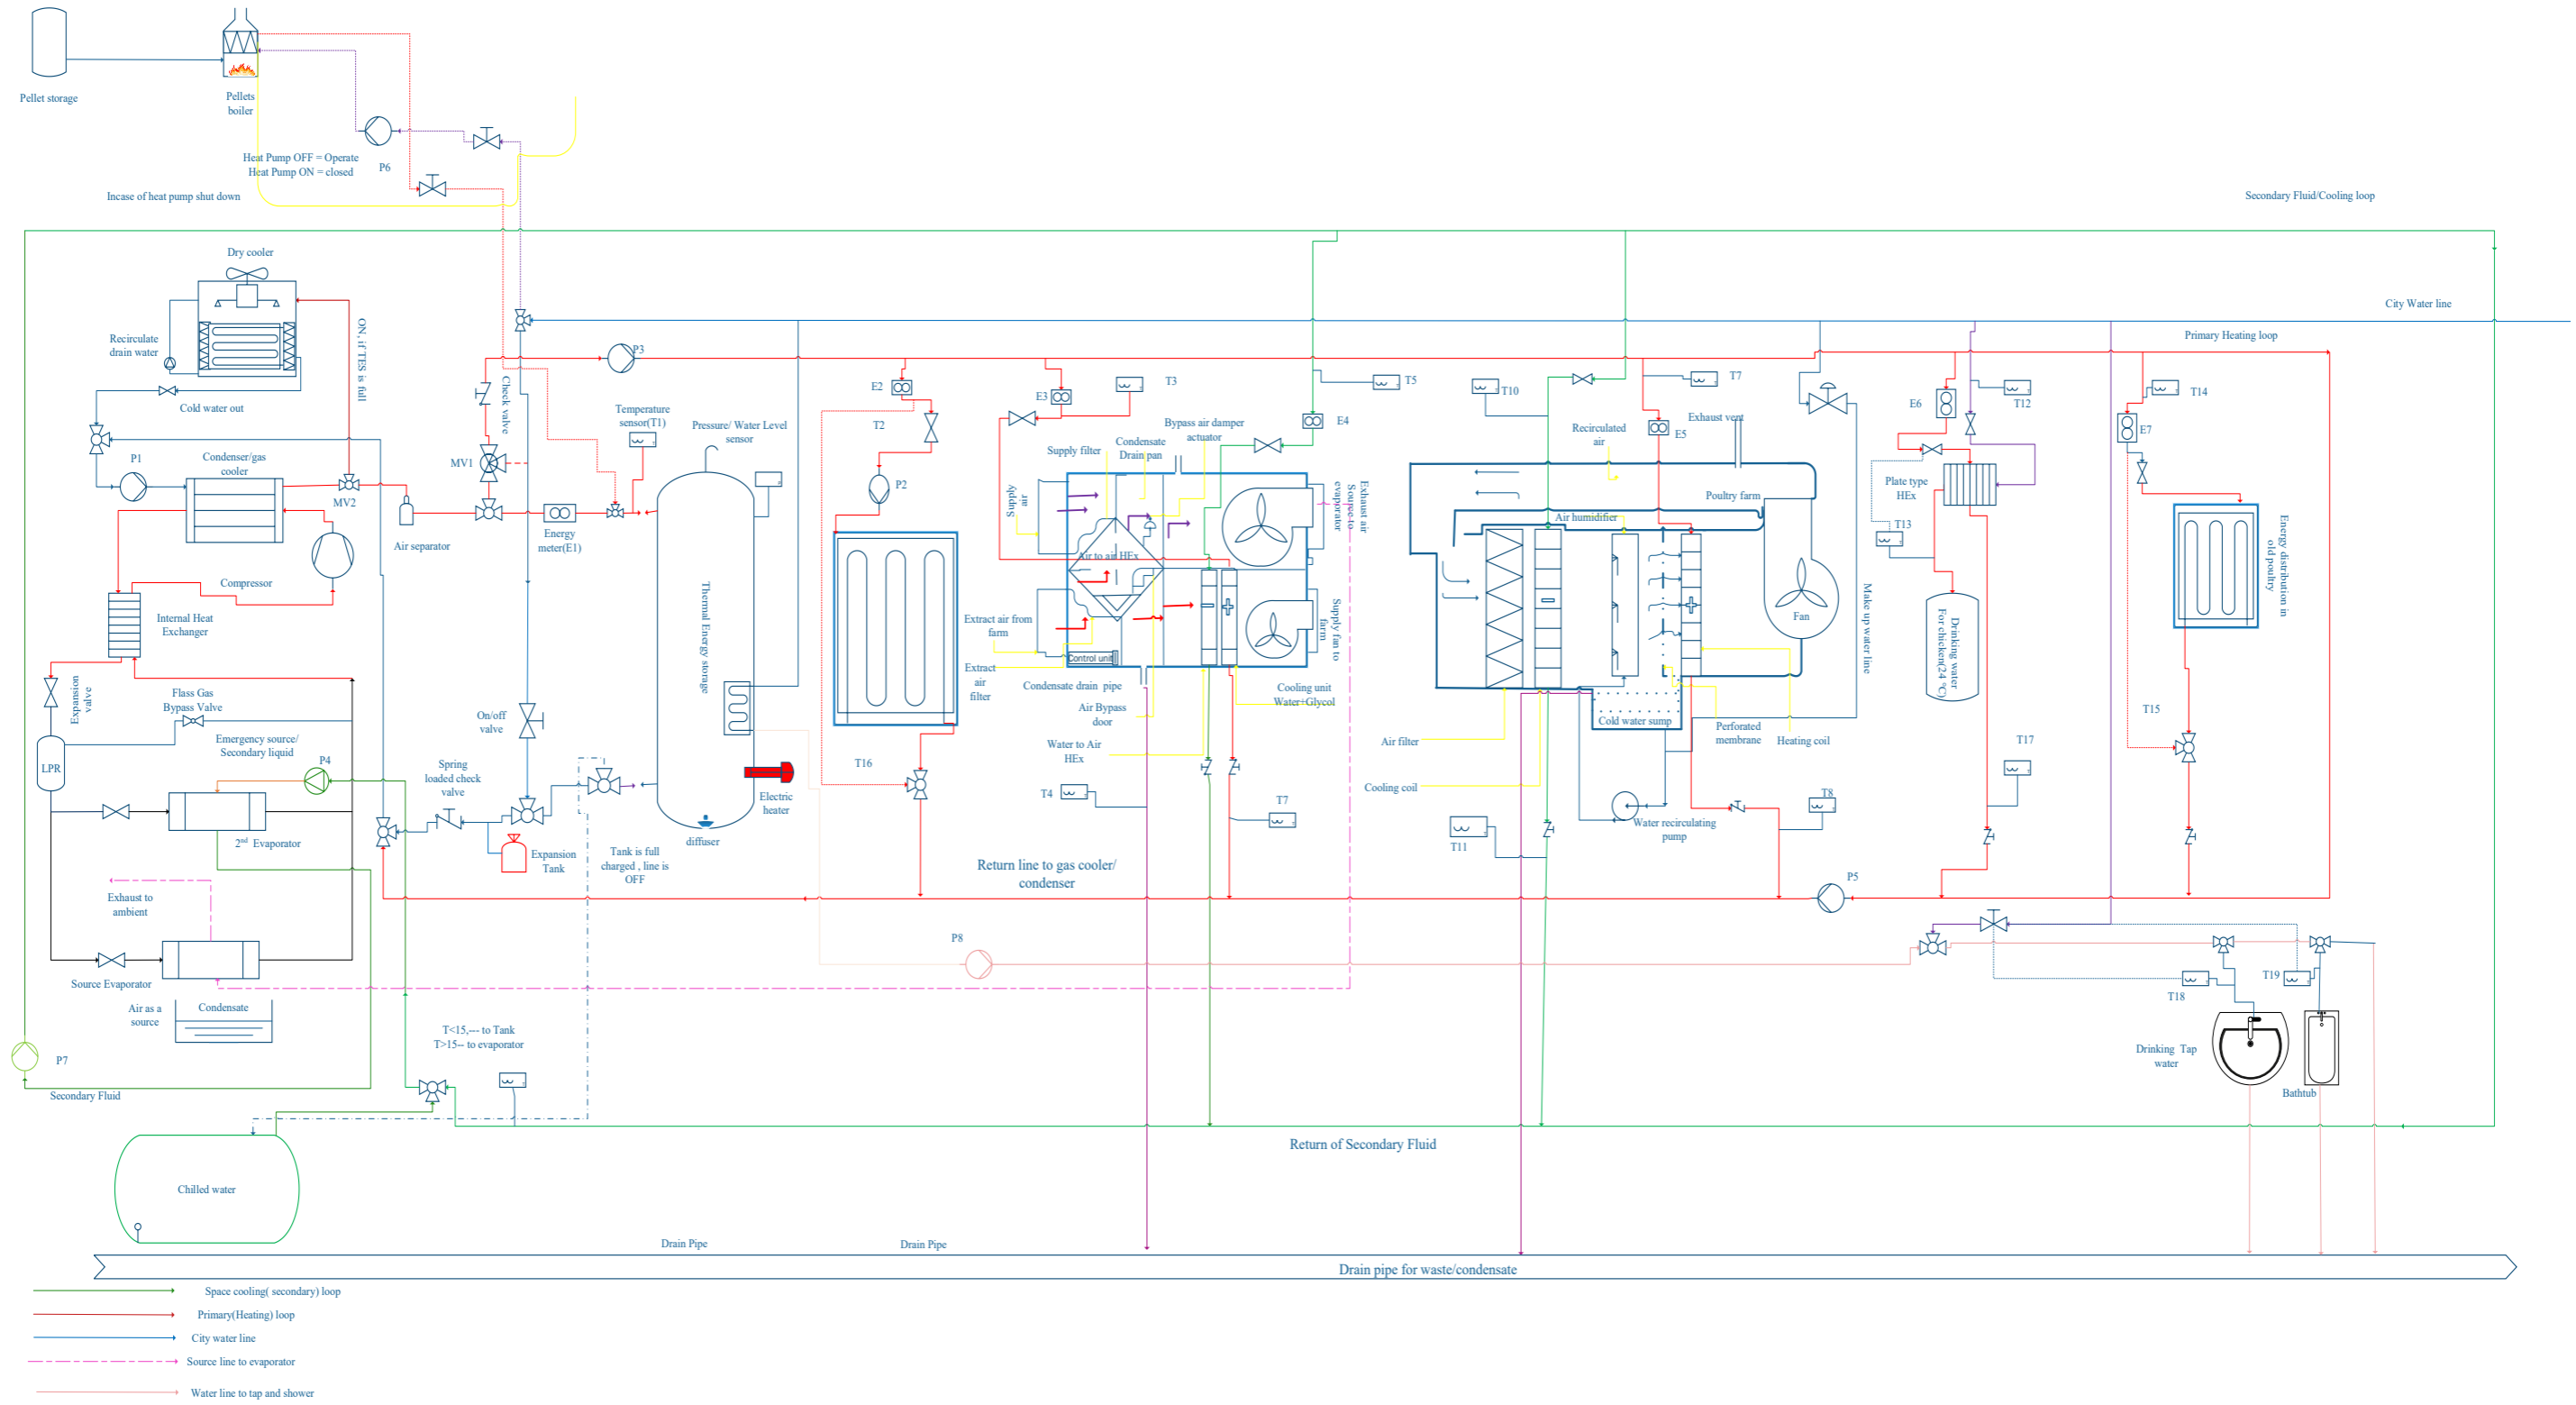 Pellet storage
Pellets
boiler
P6
Heat Pump OFF = Operate
Heat Pump ON = closed
Incase of heat pump shut down
Secondary Fluid/Cooling loop
Dry cooler
Recirculate
drain water
ON, if TES is full
Cold water out
City Water line
Primary Heating loop
P3
Check valve
Temperature
sensor(T1)
Pressure/ Water Level
sensor
E2
T2
P2
E3
T3
T5
E4
Bypass air damper
actuator
Condensate
Drain pan
Supply filter
T10
Recirculated
air
T7
Exhaust vent
E5
E6
T12
T14
E7
P1
Condenser/gas
cooler
MV2
MV1
Air separator
Energy
meter(E1)
Supply
air
Exhaust air
Source to
evaporator
Air to air HEx
Poultry farm
Air humidifier
Plate type
HEx
T13
Energy distribution in
old poultry
Compressor
Internal Heat
Exchanger
Thermal Energy storage
Extract air from
farm
Control unit
Supply fan to
farm
Fan
Make up water line
Drinking water
For chicken(24 °C)
Extract
air
filter
Condensate drain pipe
Cooling unit
Water+Glycol
Expansion
valve
Flass Gas
Bypass Valve
On/off
valve
Air Bypass
door
Cold water sump
Perforated
membrane
Heating coil
T15
Emergency source/
Secondary liquid
P4
LPR
Spring
loaded check
valve
T16
Water to Air
HEx
Air filter
T17
Electric
heater
T4
T7
Cooling coil
T8
Water recirculating
pump
T11
2nd Evaporator
Expansion
Tank
diffuser
Tank is full
charged , line is
OFF
Return line to gas cooler/
condenser
P5
Exhaust to
ambient
P8
Source Evaporator
Air as a
source
Condensate
T18
T19
T<15,--- to Tank
T>15-- to evaporator
P7
Drinking Tap
water
Bathtub
Secondary Fluid
Return of Secondary Fluid
Chilled water
Drain Pipe
Drain Pipe
Drain pipe for waste/condensate
Space cooling( secondary) loop
Primary(Heating) loop
City water line
Source line to evaporator
Water line to tap and shower